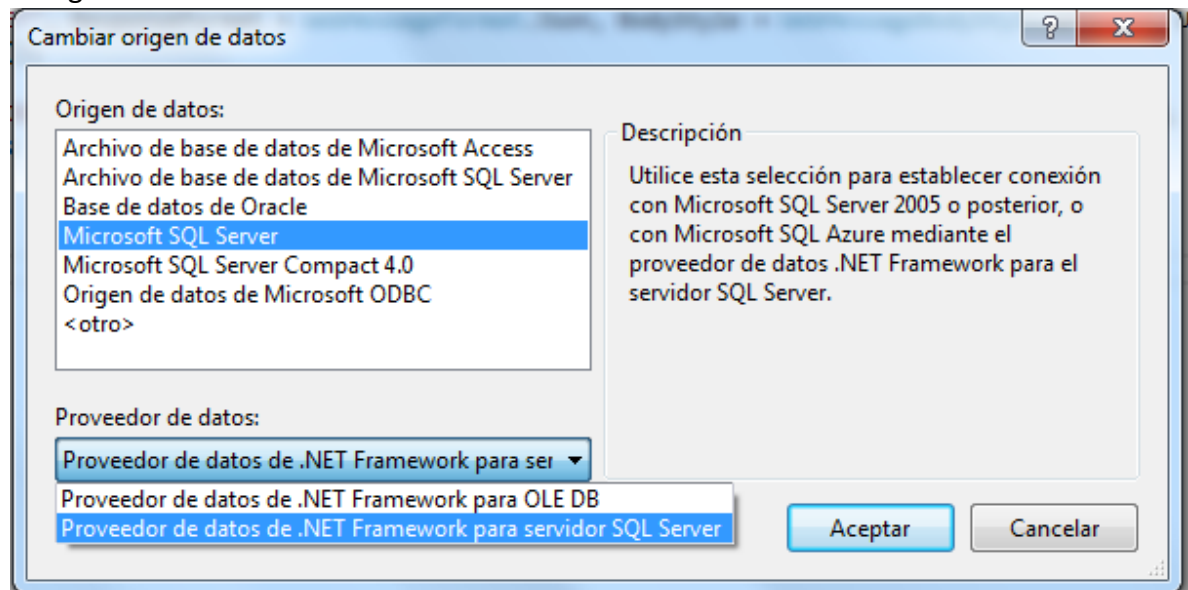 Cambiar origen de datos
Origen de datos:
Archivo de base de datos de Microsoft Access
Archivo de base de datos de Microsoft SQL Server
Base de datos de Oracle
Microsoft SQL Server
Microsoft SQL Server Compact 4.0
Origen de datos de Microsoft ODBC
<otro>
Descripción
Utilice esta selección para establecer conexión
con Microsoft SQL Server 2005 o posterior, o
con Microsoft SQL Azure mediante el
proveedor de datos .NET Framework para el
servidor SQL Server.
Proveedor de datos:
Proveedor de datos de .NET Framework para ser
Proveedor de datos de .NET Framework para OLE DB
Proveedor de datos de .NET Framework para servidor SQL Server
Aceptar
Cancelar